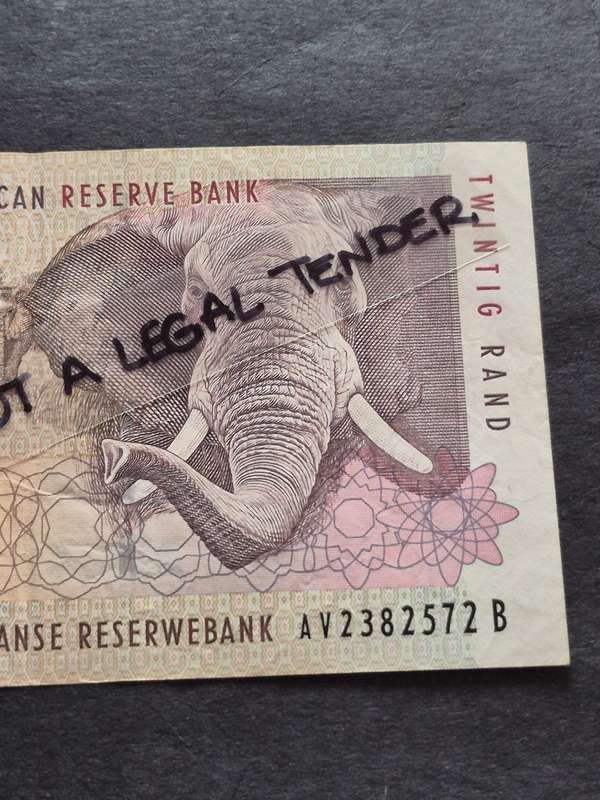 CAN RESERVE BANK
OT A LEGAL TENDER.
TWINTIG RAND
ANSE RESERWEBANK AV2382572 B